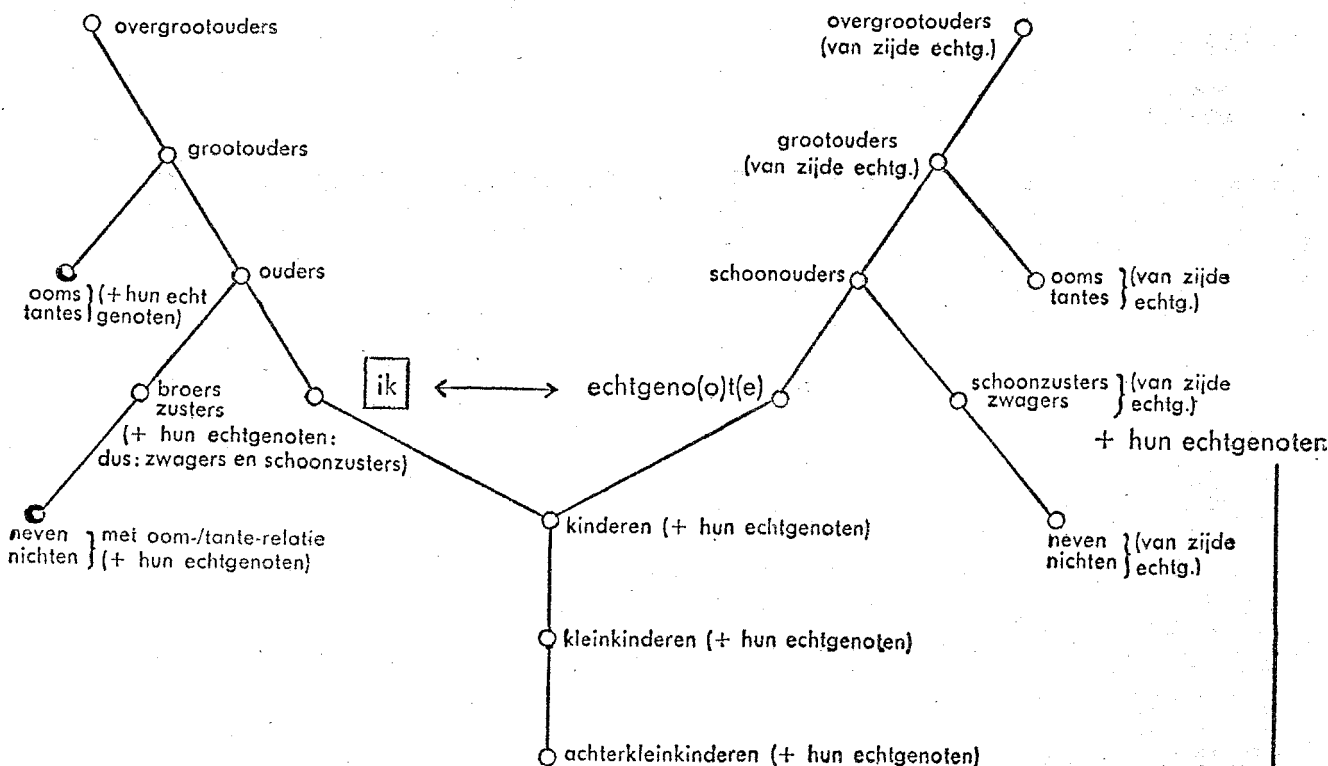 overgrootouders
overgrootouders
(van zijde echtg.)
grootouders
grootouders
(van zijde echtg.)
ouders
schoonouders
ooms } (+ hun echt
tantes } genoten)
ooms } (van zijde
tantes } echtg.)
ik
echtgeno(o)t(e)
broers
zusters
(+ hun echtgenoten:
dus: zwagers en schoonzusters)
schoonzusters } (van zijde
zwagers } echtg.)
+ hun echtgenoten
neven } met oom-/tante-relatie
nichten } (+ hun echtgenoten)
kinderen (+ hun echtgenoten)
neven } (van zijde
nichten } echtg.)
kleinkinderen (+ hun echtgenoten)
achterkleinkinderen (+ hun echtgenoten)